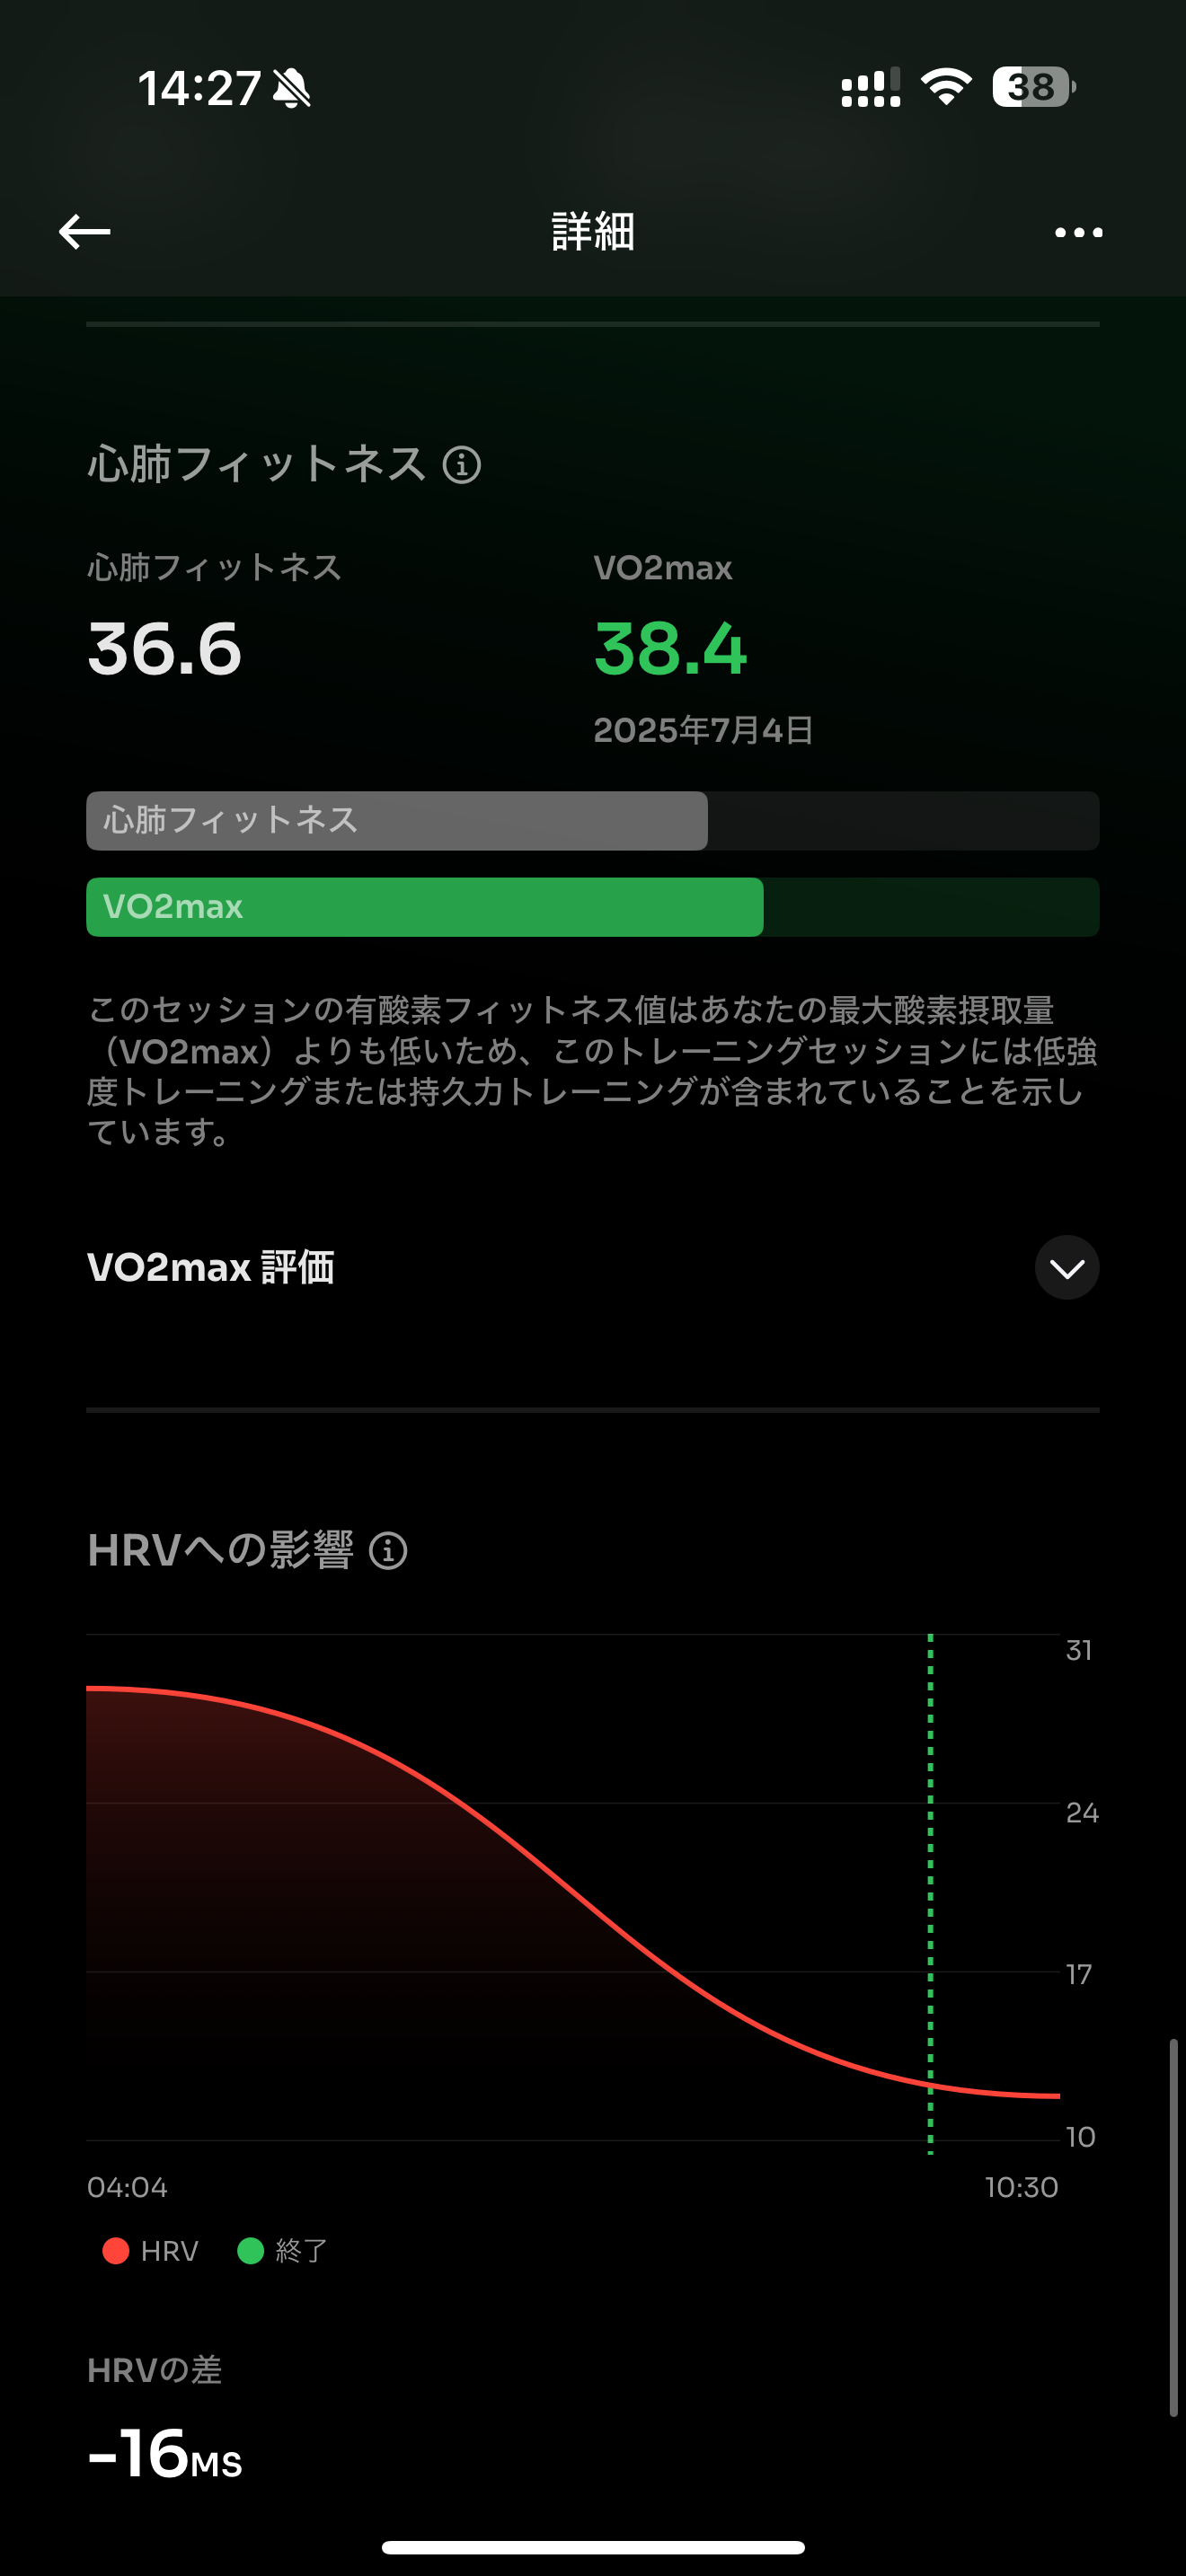 14:27
38
詳細
心肺フィットネス
心肺フィットネス
VO2max
36.6
38.4
2025年7月4日
心肺フィットネス
VO2max
このセッションの有酸素フィットネス値はあなたの最大酸素摂取量
（VO2max）よりも低いため、このトレーニングセッションには低強
度トレーニングまたは持久力トレーニングが含まれていることを示し
ています。
VO2max 評価
HRVへの影響
31
24
17
10
04:04
10:30
HRV
終了
HRVの差
-16MS